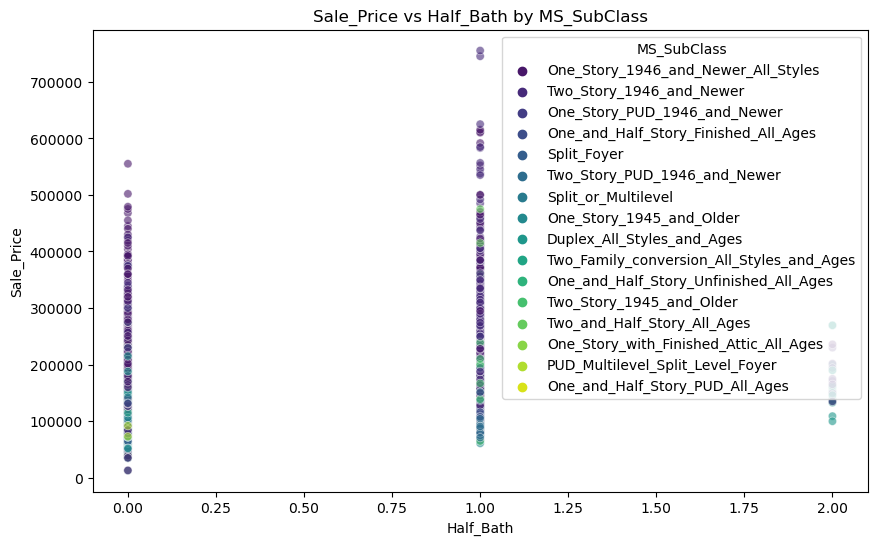 Sale_Price vs Half_Bath by MS_SubClass
MS_SubClass
One_Story_1946_and_Newer_All_Styles
Two_Story_1946_and_Newer
One_Story_PUD_1946_and_Newer
One_and_Half_Story_Finished_All_Ages
Split_Foyer
Two_Story_PUD_1946_and_Newer
Split_or_Multilevel
One_Story_1945_and_Older
Duplex_All_Styles_and_Ages
Two_Family_conversion_All_Styles_and_Ages
One_and_Half_Story_Unfinished_All_Ages
Two_Story_1945_and_Older
Two_and_Half_Story_All_Ages
One_Story_with_Finished_Attic_All_Ages
PUD_Multilevel_Split_Level_Foyer
One_and_Half_Story_PUD_All_Ages
Sale_Price
700000
600000
500000
400000
300000
200000
100000
0
0.00 0.25 0.50 0.75 1.00 1.25 1.50 1.75 2.00
Half_Bath